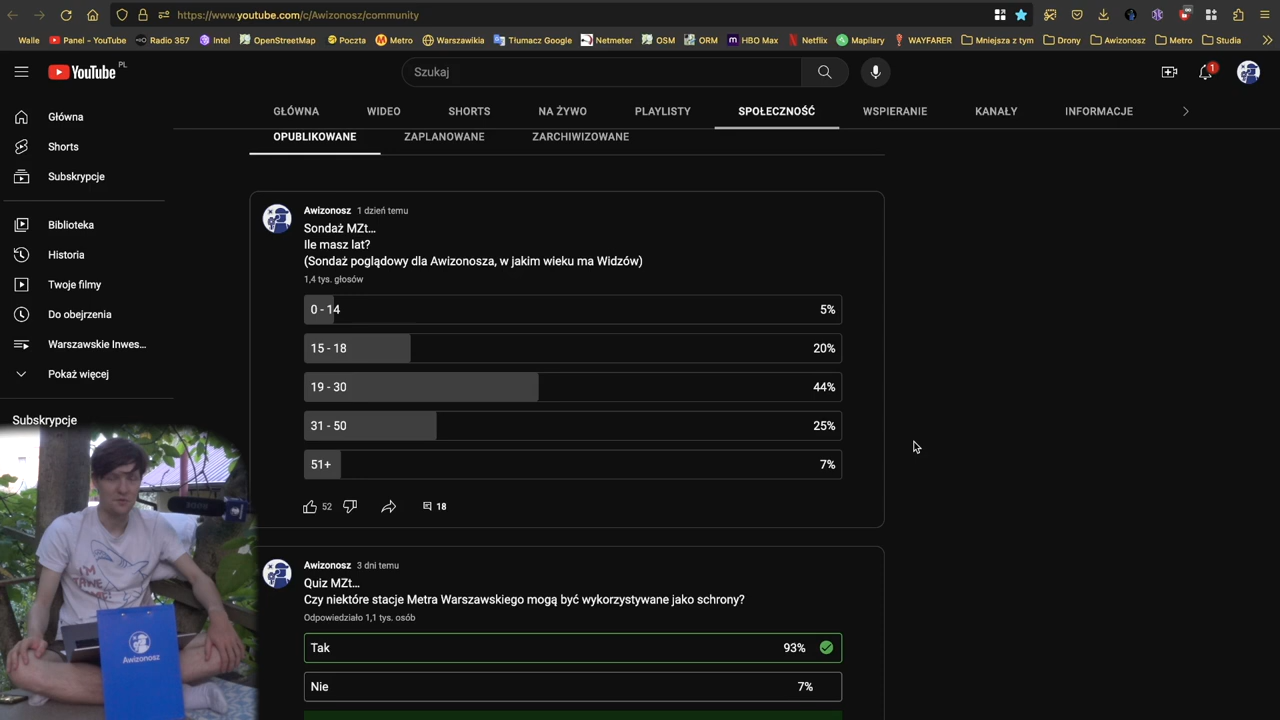 https://www.youtube.com/c/Awizonosz/community
Walle
Panel - YouTube
Radio 357
Intel
OpenStreetMap
Poczta
Metro
Warszawikia
Tłumacz Google
Netmeter
OSM
ORM
HBO Max
Netflix
Mapilary
WAYFARER
Mniejsza z tym
Drony
Awizonosz
Metro
Studia
YouTube PL
Szukaj
1
GŁÓWNA
WIDEO
SHORTS
NA ŻYWO
PLAYLISTY
SPOŁECZNOŚĆ
WSPIERANIE
KANAŁY
INFORMACJE
OPUBLIKOWANE
ZAPLANOWANE
ZARCHIWIZOWANE
Główna
Shorts
Subskrypcje
Biblioteka
Historia
Twoje filmy
Do obejrzenia
Warszawskie Inwes...
Pokaż więcej
Subskrypcje
Awizonosz 1 dzień temu
Sondaż MZt...
Ile masz lat?
(Sondaż poglądowy dla Awizonosza, w jakim wieku ma Widzów)
1,4 tys. głosów
0 - 14 5%
15 - 18 20%
19 - 30 44%
31 - 50 25%
51+ 7%
52
18
Awizonosz 3 dni temu
Quiz MZt...
Czy niektóre stacje Metra Warszawskiego mogą być wykorzystywane jako schrony?
Odpowiedziało 1,1 tys. osób
Tak 93%
Nie 7%
I'M
Awizonosz